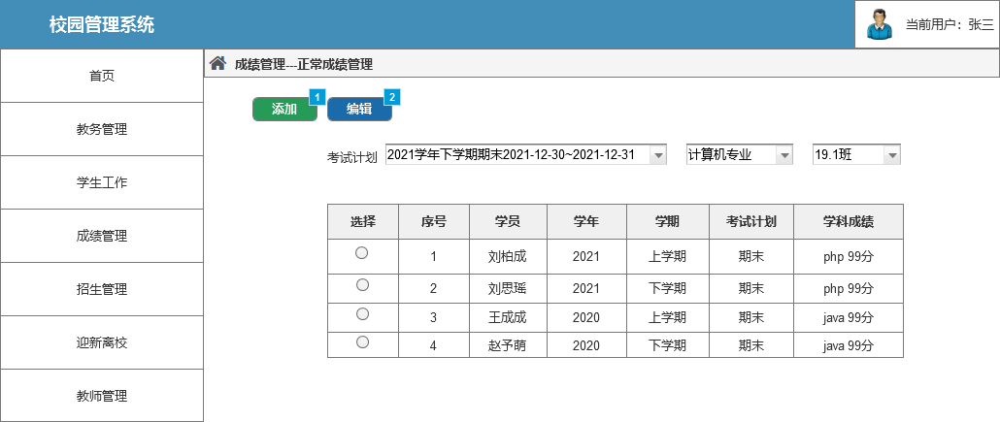 校园管理系统
当前用户：张三
首页
教务管理
学生工作
成绩管理
招生管理
迎新离校
教师管理
成绩管理---正常成绩管理
添加 1 编辑 2
考试计划 2021学年下学期期末2021-12-30~2021-12-31 计算机专业 19.1班
选择 序号 学员 学年 学期 考试计划 学科成绩
1 刘柏成 2021 上学期 期末 php 99分
2 刘思瑶 2021 下学期 期末 php 99分
3 王成成 2020 上学期 期末 java 99分
4 赵予萌 2020 下学期 期末 java 99分